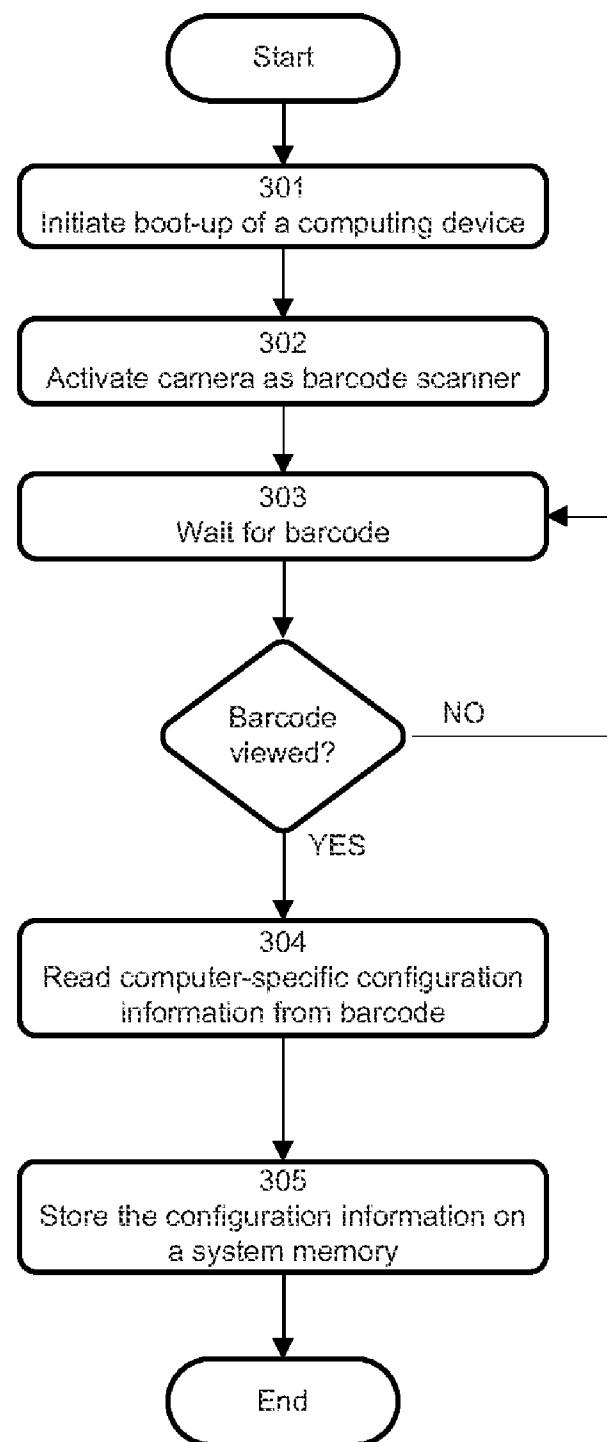 Start
301
Initiate boot-up of a computing device
302
Activate camera as barcode scanner
303
Wait for barcode
Barcode
viewed?
NO
YES
304
Read computer-specific configuration
information from barcode
305
Store the configuration information on
a system memory
End